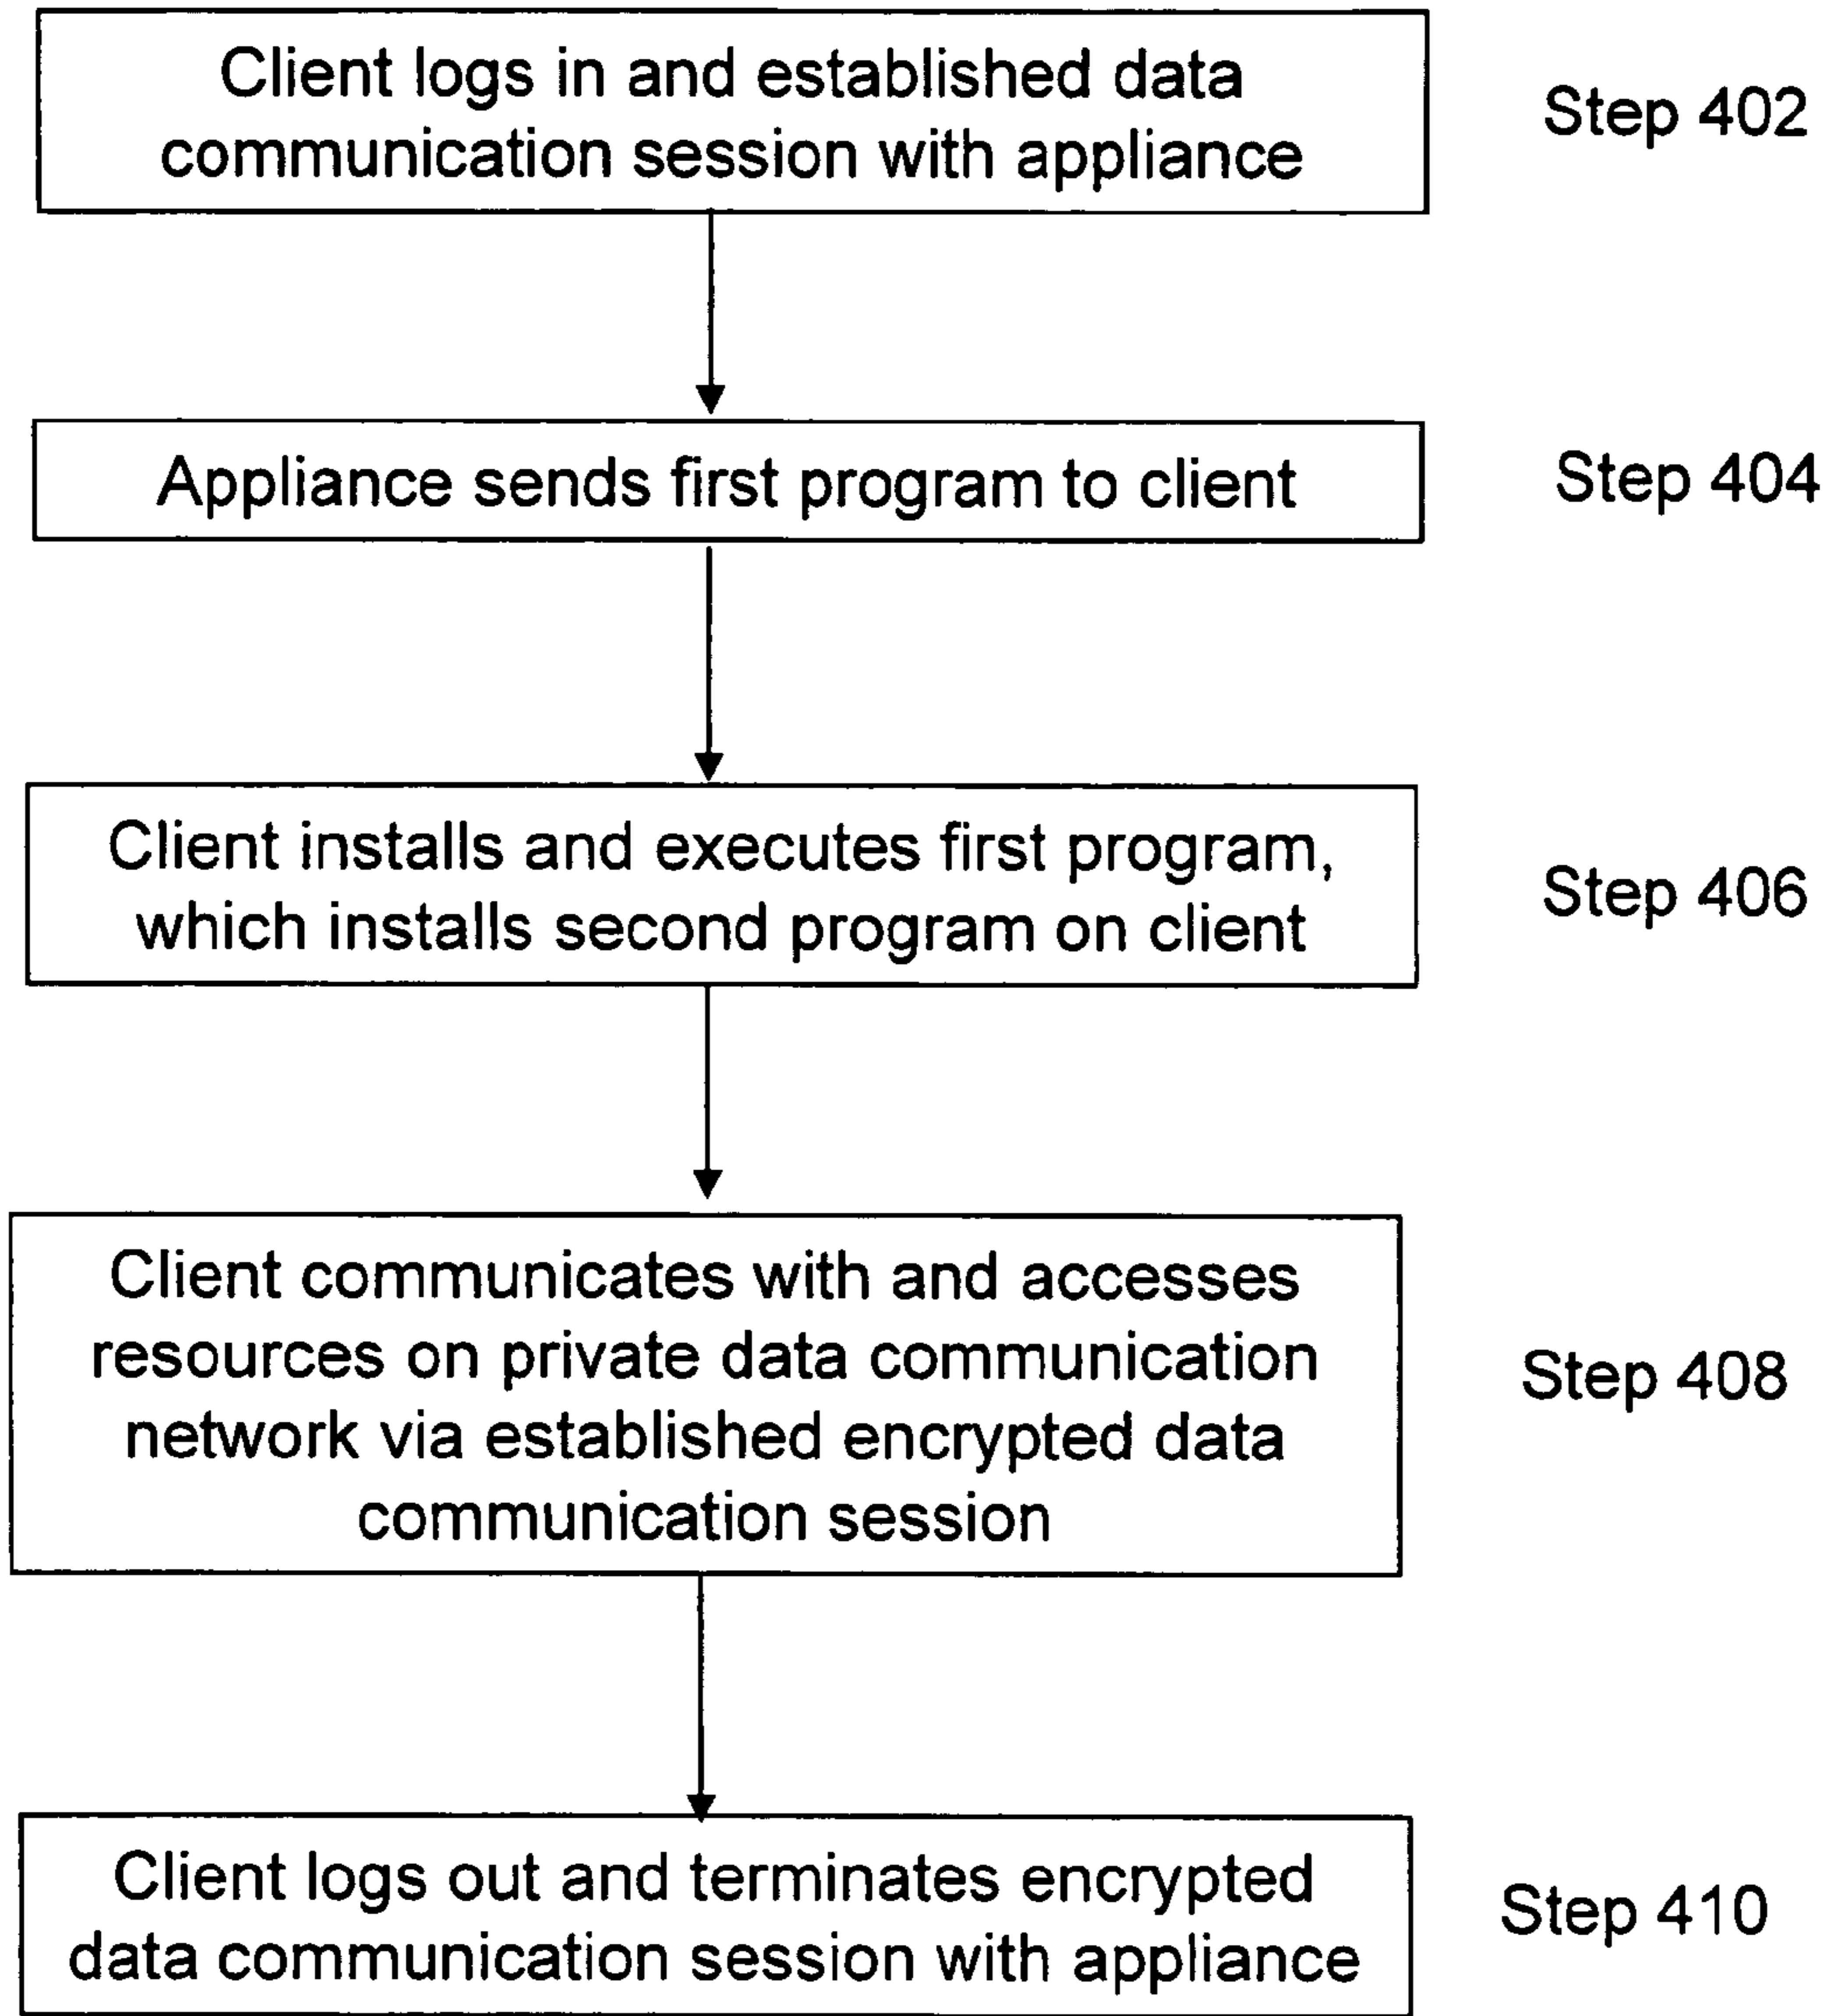 Client logs in and established data
communication session with appliance
Step 402
Appliance sends first program to client
Step 404
Client installs and executes first program,
which installs second program on client
Step 406
Client communicates with and accesses
resources on private data communication
network via established encrypted data
communication session
Step 408
Client logs out and terminates encrypted
data communication session with appliance
Step 410